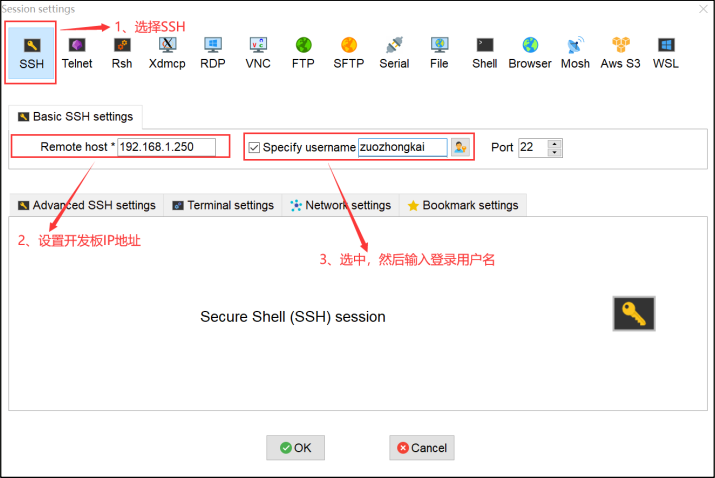 Session settings
1、选择SSH
SSH Telnet Rsh Xdmcp RDP VNC FTP SFTP Serial File Shell Browser Mosh Aws S3 WSL
Basic SSH settings
Remote host * 192.168.1.250 Specify username zuozhongkai Port 22
Advanced SSH settings Terminal settings Network settings Bookmark settings
2、设置开发板IP地址
3、选中，然后输入登录用户名
Secure Shell (SSH) session
OK Cancel